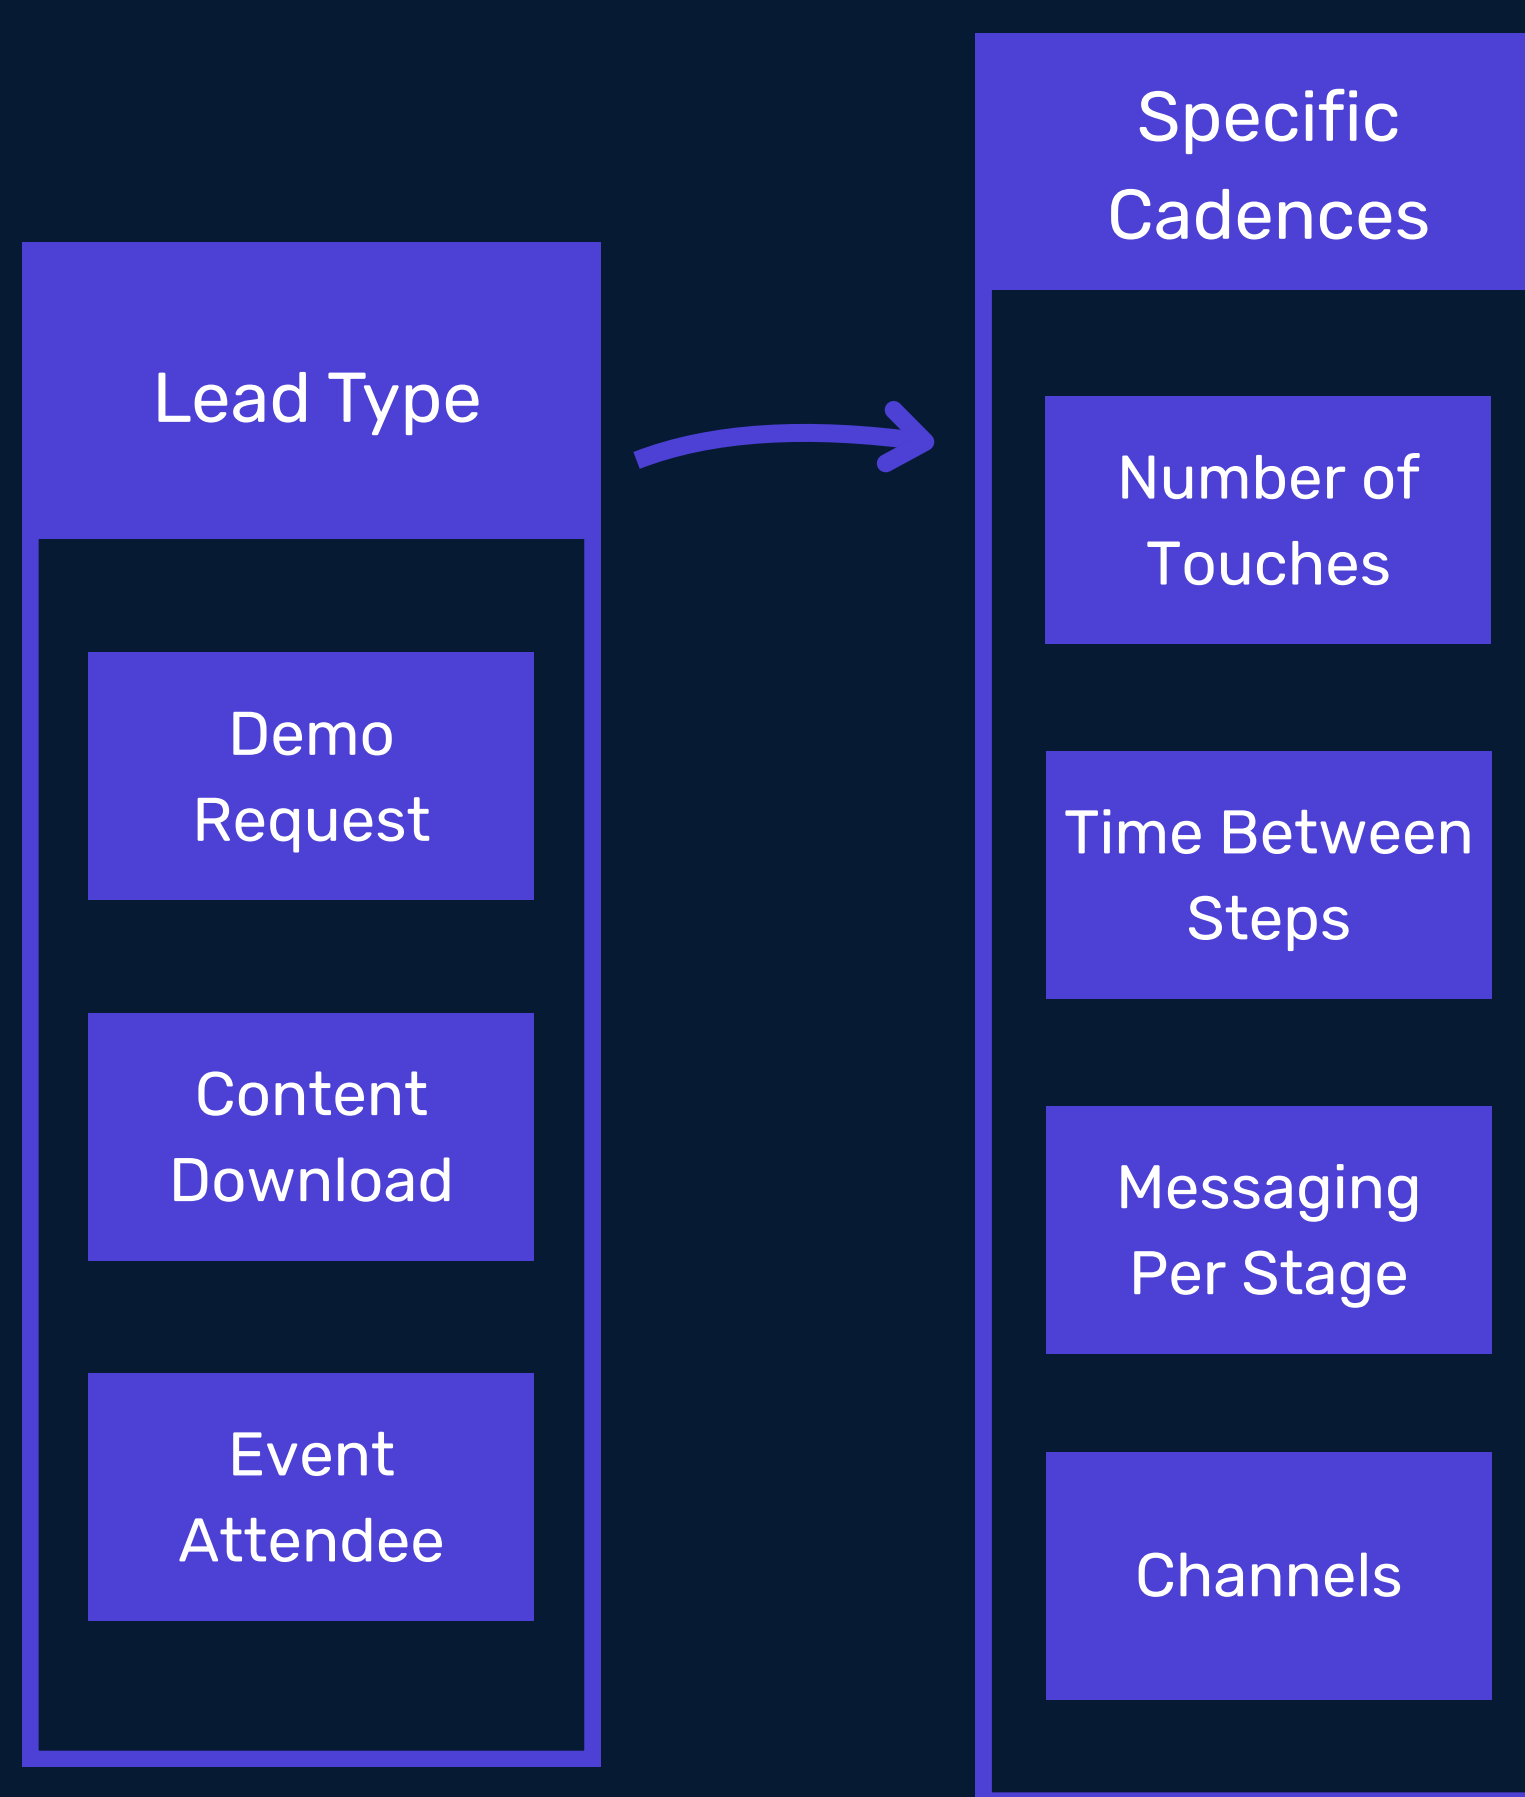 Lead Type
Demo
Request
Content
Download
Event
Attendee
Specific
Cadences
Number of
Touches
Time Between
Steps
Messaging
Per Stage
Channels